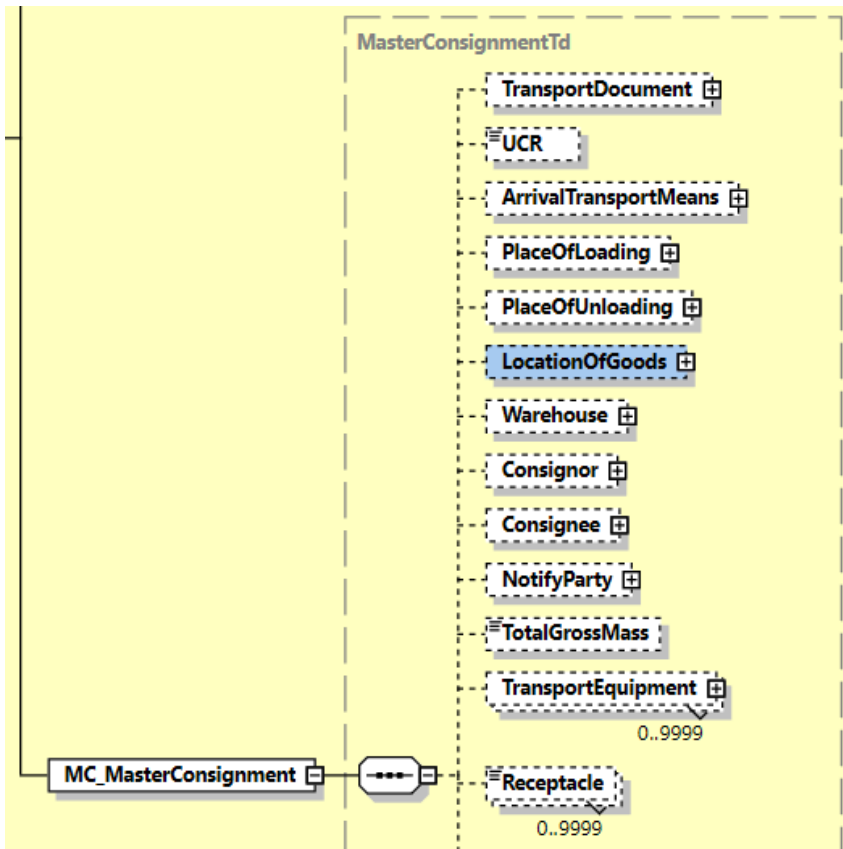 MasterConsignmentTd
TransportDocument
UCR
ArrivalTransportMeans
PlaceOfLoading
PlaceOfUnloading
LocationOfGoods
Warehouse
Consignor
Consignee
NotifyParty
TotalGrossMass
TransportEquipment
0..9999
MC_MasterConsignment
Receptacle
0..9999